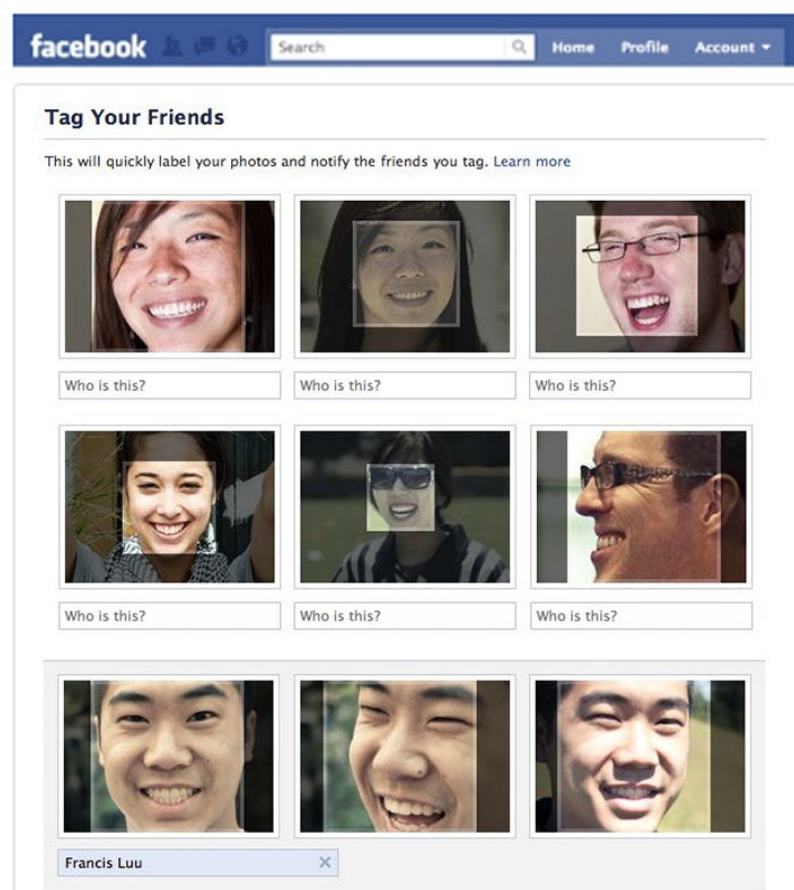 facebook Search Home Profile Account
Tag Your Friends
This will quickly label your photos and notify the friends you tag. Learn more
Who is this? Who is this? Who is this?
Who is this? Who is this? Who is this?
Francis Luu